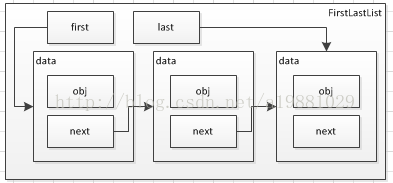 FirstLastList
first
last
data
data
data
obj
obj
obj
next
next
next